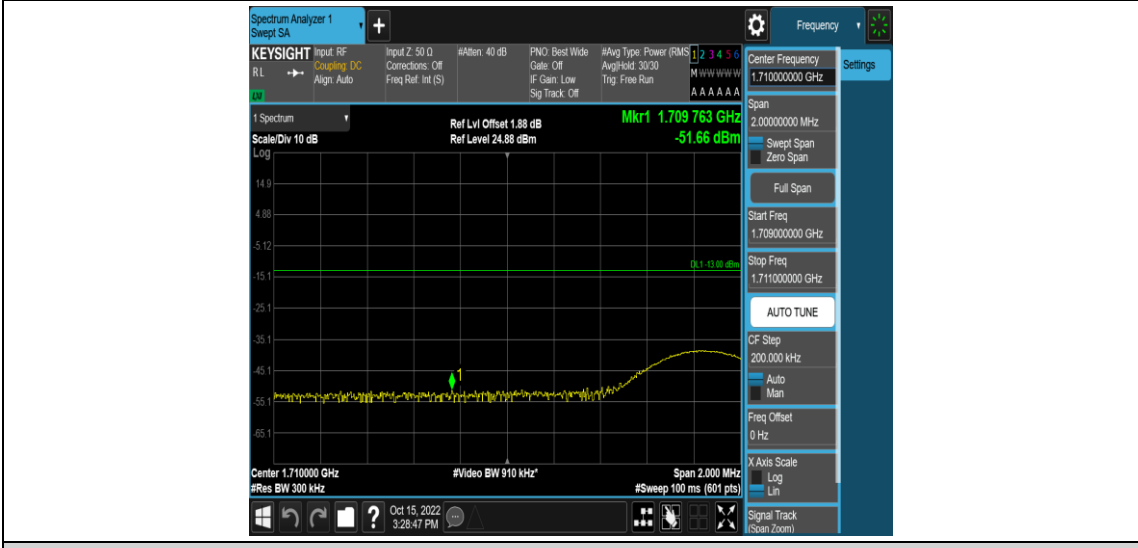 Spectrum Analyzer 1
Swept SA
+
Frequency
KEYSIGHT
RL
Input: RF
Coupling: DC
Align: Auto
Input Z: 50 Ω
Corrections: Off
Freq Ref: Int (S)
#Atten: 40 dB
PNO: Best Wide
Gate: Off
IF Gain: Low
Sig Track: Off
#Avg Type: Power (RMS
Avg|Hold: 30/30
Trig: Free Run
1 2 3 4 5 6
M W W W W W
A A A A A A
1 Spectrum
Scale/Div 10 dB
Log
Ref Lvl Offset 1.88 dB
Ref Level 24.88 dBm
Mkr1 1.709 763 GHz
-51.66 dBm
14.9
4.88
-5.12
-15.1
-25.1
-35.1
-45.1
-55.1
-65.1
DL1 -13.00 dBm
1
Center 1.710000 GHz
#Res BW 300 kHz
#Video BW 910 kHz*
Span 2.000 MHz
#Sweep 100 ms (601 pts)
?
Oct 15, 2022
3:28:47 PM
Center Frequency
1.710000000 GHz
Span
2.00000000 MHz
Swept Span
Zero Span
Full Span
Start Freq
1.709000000 GHz
Stop Freq
1.711000000 GHz
AUTO TUNE
CF Step
200.000 kHz
Auto
Man
Freq Offset
0 Hz
X Axis Scale
Log
Lin
Signal Track
(Span Zoom)
Settings